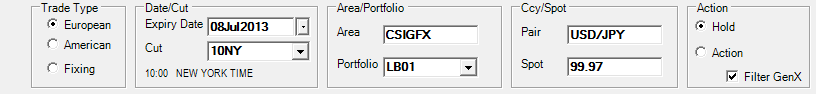 Trade Type
European
American
Fixing
Date/Cut
Expiry Date 08Jul2013
Cut 10NY
10:00 NEW YORK TIME
Area/Portfolio
Area CSIGFX
Portfolio LB01
Ccy/Spot
Pair USD/JPY
Spot 99.97
Action
Hold
Action
Filter GenX